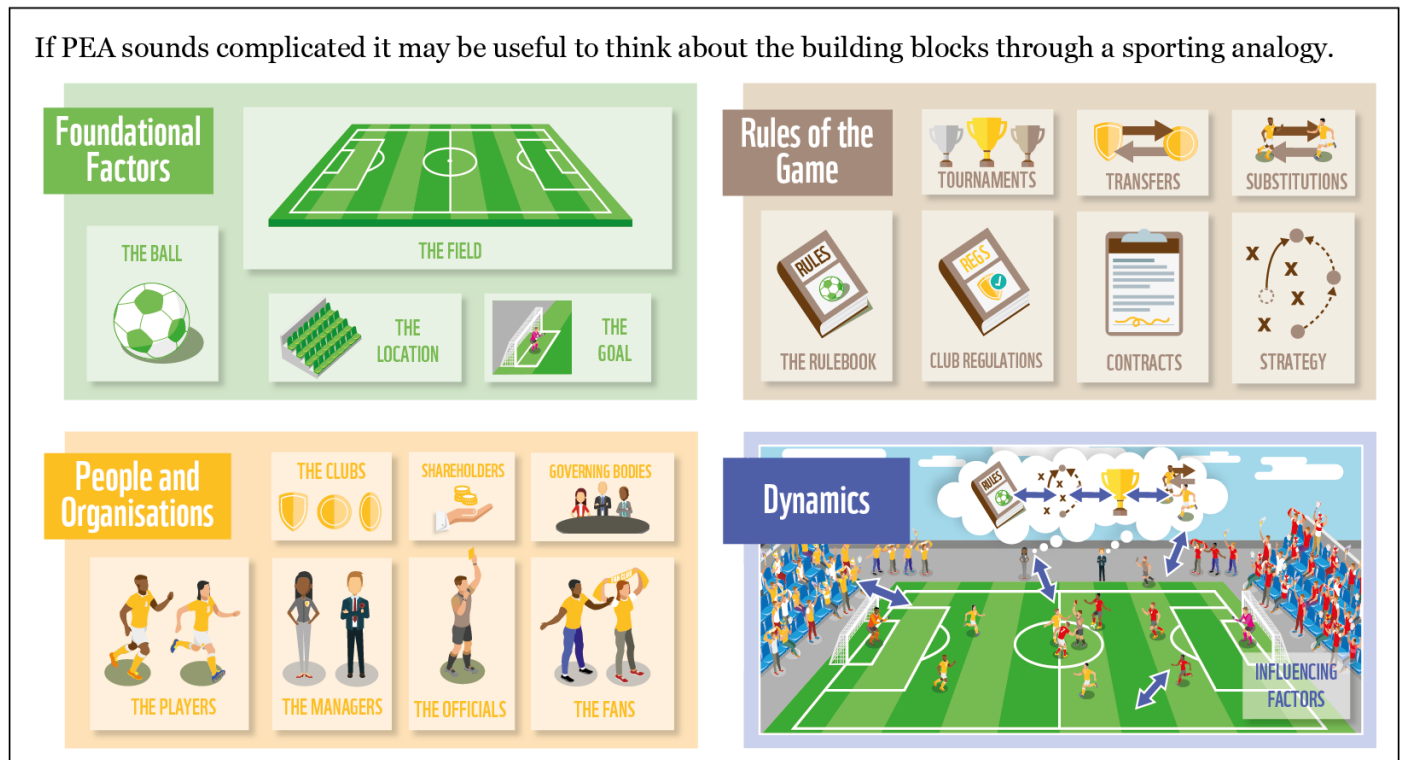 If PEA sounds complicated it may be useful to think about the building blocks through a sporting analogy.
Foundational
Factors
THE FIELD
THE BALL
THE
LOCATION
THE
GOAL
Rules of the
Game
TOURNAMENTS
TRANSFERS
SUBSTITUTIONS
RULES
THE RULEBOOK
REGS
CLUB REGULATIONS
CONTRACTS
X
X
X
X
STRATEGY
People and
Organisations
THE CLUBS
SHAREHOLDERS
GOVERNING BODIES
THE PLAYERS
THE MANAGERS
THE OFFICIALS
THE FANS
Dynamics
RULES
x
x
x
x
INFLUENCING
FACTORS